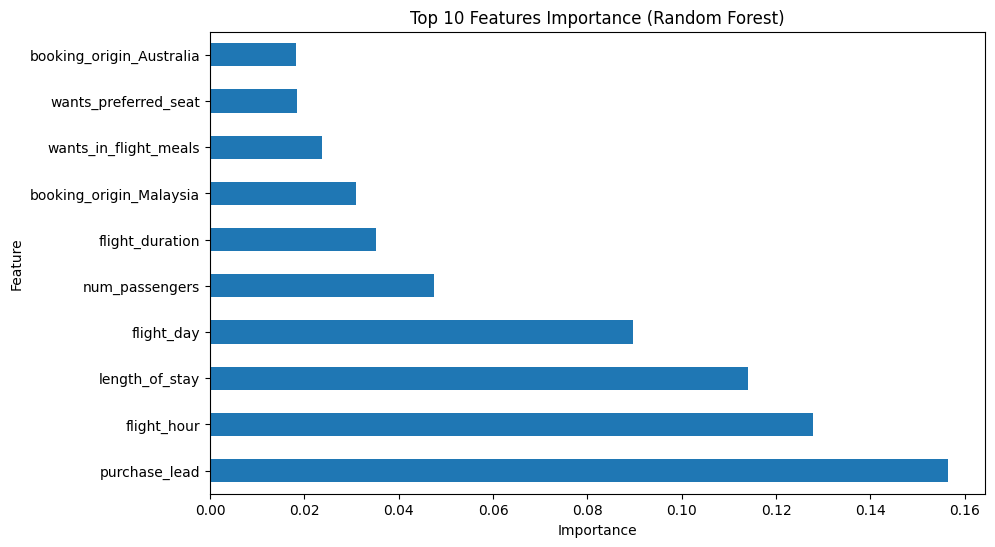 Top 10 Features Importance (Random Forest)
booking_origin_Australia
wants_preferred_seat
wants_in_flight_meals
booking_origin_Malaysia
flight_duration
num_passengers
flight_day
length_of_stay
flight_hour
purchase_lead
Feature
0.00 0.02 0.04 0.06 0.08 0.10 0.12 0.14 0.16
Importance